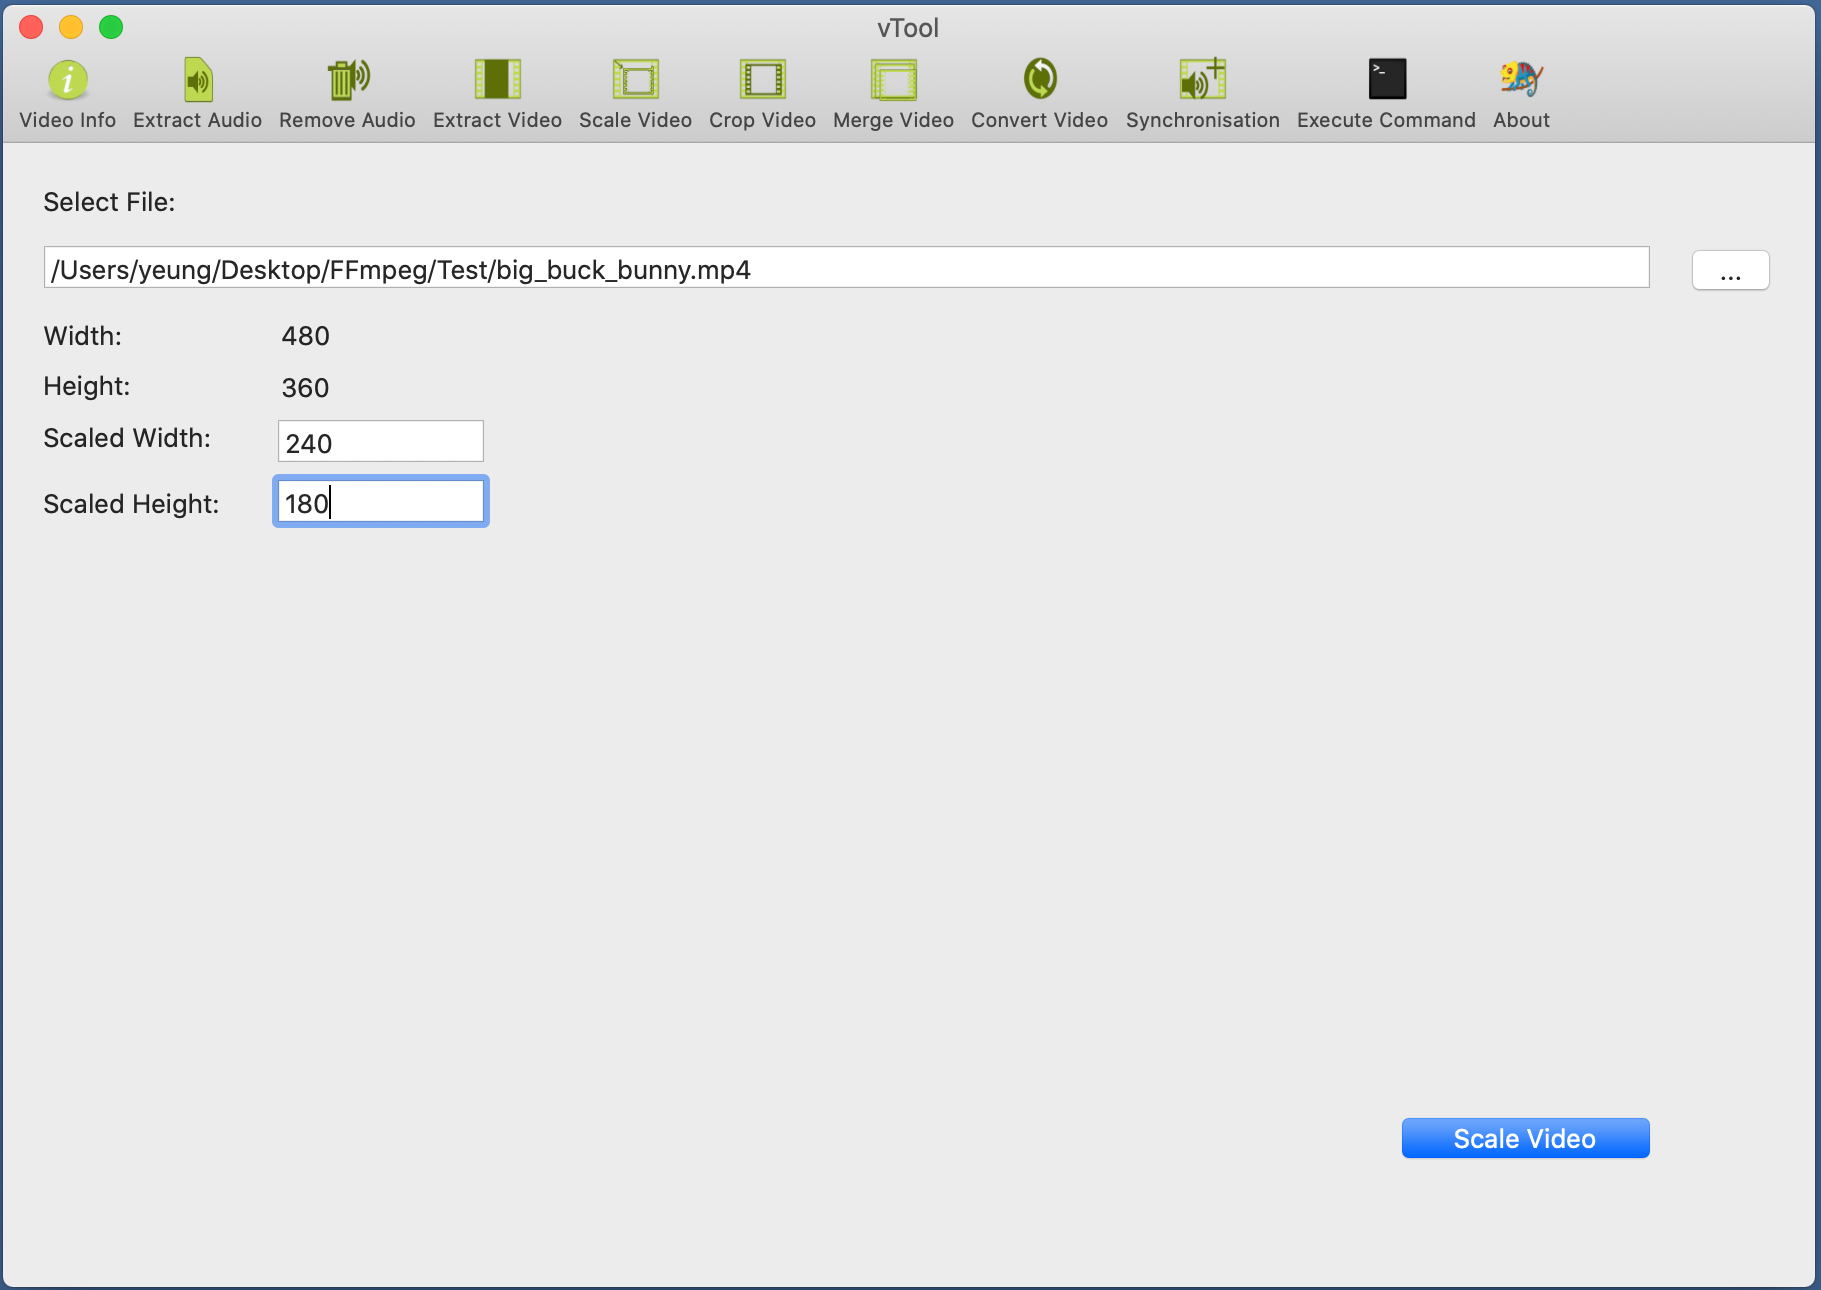 vTool
Video Info Extract Audio Remove Audio Extract Video Scale Video Crop Video Merge Video Convert Video Synchronisation Execute Command About
Select File:
/Users/yeung/Desktop/FFmpeg/Test/big_buck_bunny.mp4 ...
Width: 480
Height: 360
Scaled Width: 240
Scaled Height: 180
Scale Video